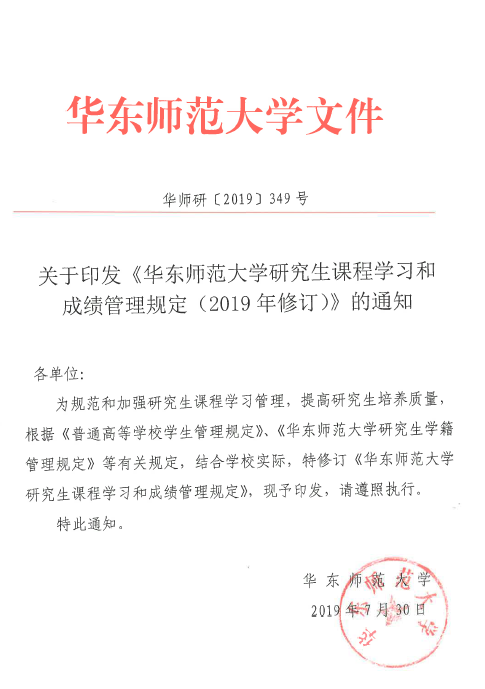 华东师范大学文件
华师研〔2019〕349 号
关于印发《华东师范大学研究生课程学习和
成绩管理规定（2019 年修订）》的通知
各单位：
为规范和加强研究生课程学习管理，提高研究生培养质量，
根据《普通高等学校学生管理规定》、《华东师范大学研究生学籍
管理规定》等有关规定，结合学校实际，特修订《华东师范大学
研究生课程学习和成绩管理规定》，现予印发，请遵照执行。
特此通知。
华东师范大学
2019 年 7 月 30 日
华东师范大学